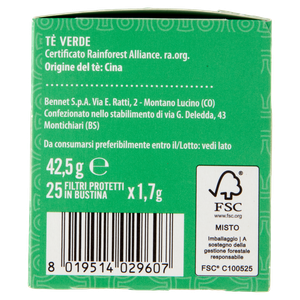 TÈ VERDE
Certificato Rainforest Alliance. ra.org.
Origine del tè: Cina
Bennet S.p.A. Via E. Ratti, 2 - Montano Lucino (CO)
Confezionato nello stabilimento di via G. Deledda, 43
Montichiari (BS)
Da consumarsi preferibilmente entro il/Lotto: vedi lato
42,5 g ℮
25 FILTRI PROTETTI
IN BUSTINA x 1,7g
8 019514 029607
FSC
www.fsc.org
MISTO
Imballaggio | A
sostegno della
gestione forestale
responsabile
FSC® C100525